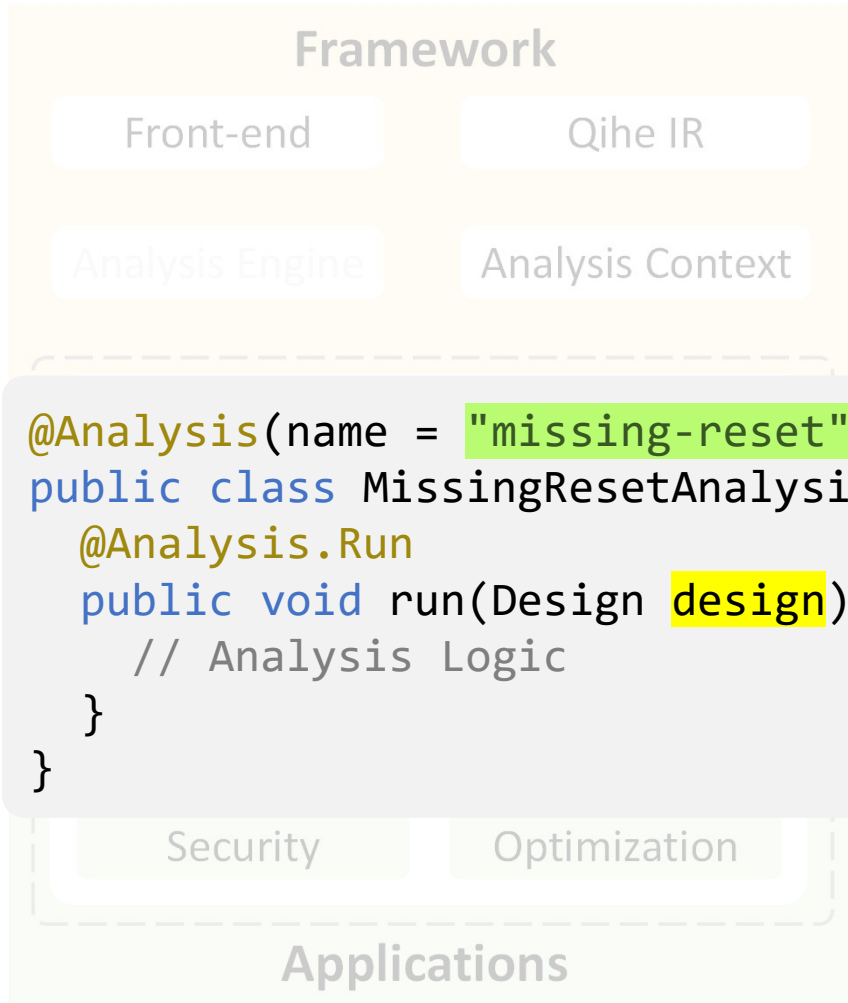 Framework
Front-end Qihe IR
Analysis Engine Analysis Context
@Analysis(name = "missing-reset"
public class MissingResetAnalysi
@Analysis.Run
public void run(Design design)
// Analysis Logic
}
}
Security Optimization
Applications